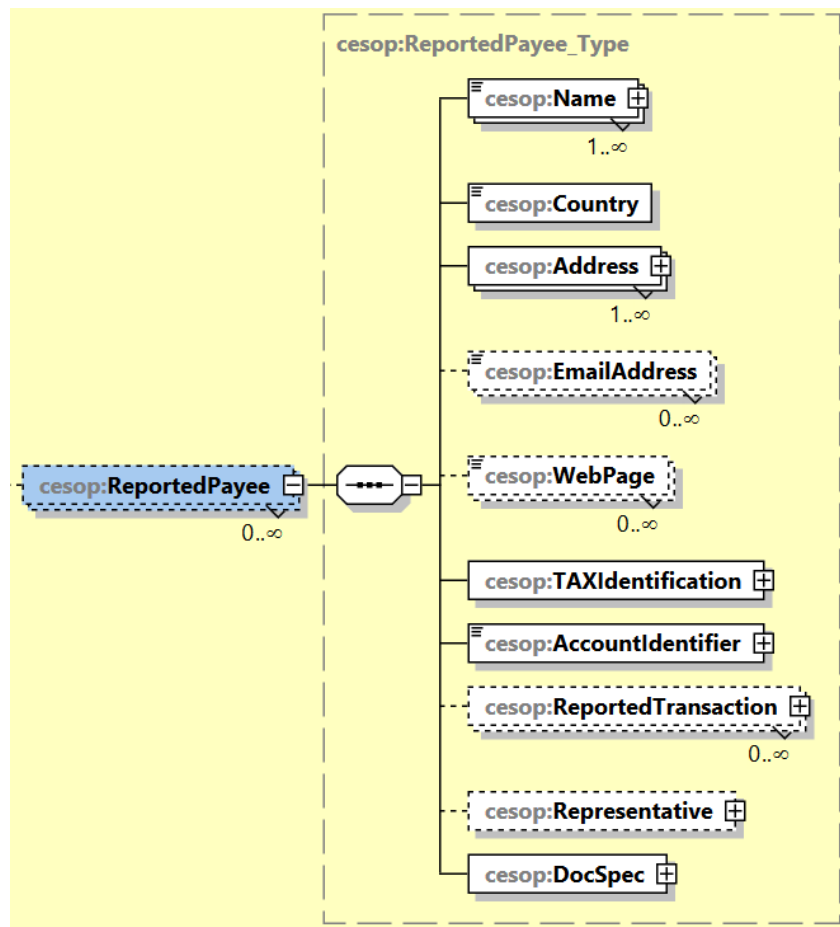 cesop:ReportedPayee_Type
cesop:Name
1..∞
cesop:Country
cesop:Address
1..∞
cesop:EmailAddress
0..∞
cesop:ReportedPayee
0..∞
cesop:WebPage
0..∞
cesop:TAXIdentification
cesop:AccountIdentifier
cesop:ReportedTransaction
0..∞
cesop:Representative
cesop:DocSpec